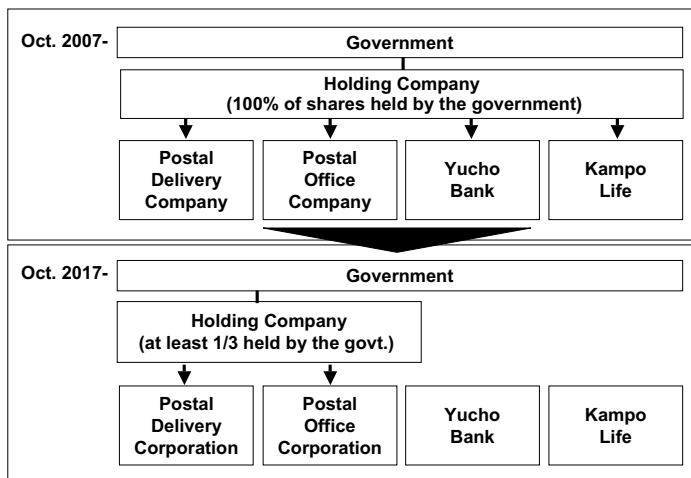 Oct. 2007-
Government
Holding Company
(100% of shares held by the government)
Postal
Delivery
Company
Postal
Office
Company
Yucho
Bank
Kampo
Life
Oct. 2017-
Government
Holding Company
(at least 1/3 held by the govt.)
Postal
Delivery
Corporation
Postal
Office
Corporation
Yucho
Bank
Kampo
Life